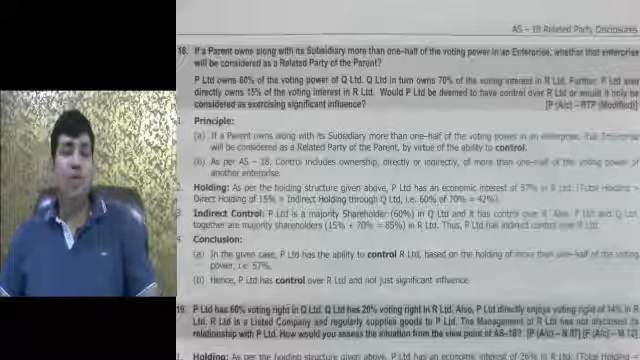 AS - 18 Related Party Disclosures
18. If a Parent owns along with its Subsidiary more than one-half of the voting power in an Enterprise, whether that enterprise
will be considered as a Related Party of the Parent?
P Ltd owns 60% of the voting power of Q Ltd. Q Ltd in turn owns 70% of the voting interest in R Ltd. Further, P Ltd also
directly owns 15% of the voting interest in R Ltd. Would P Ltd be deemed to have control over R Ltd or would it only be
considered as exercising significant influence? [P (A/c) – RTP (Modified)]
Principle:
(a) If a Parent owns along with its Subsidiary more than one-half of the voting power in an enterprise, that Enterprise
will be considered as a Related Party of the Parent, by virtue of the ability to control.
(b) As per AS – 18, Control includes ownership, directly or indirectly, of more than one-half of the voting power of
another enterprise.
Holding: As per the holding structure given above, P Ltd has an economic interest of 57% in R Ltd. (Total Holding =
Direct Holding of 15% + Indirect Holding through Q Ltd, i.e. 60% of 70% = 42%).
Indirect Control: P Ltd is a majority Shareholder (60%) in Q Ltd and it has control over it. Also, P Ltd and Q Ltd,
together are majority shareholders (15% + 70% = 85%) in R Ltd. Thus, P Ltd has indirect control over R Ltd.
Conclusion:
(a) In the given case, P Ltd has the ability to control R Ltd, based on the holding of more than one-half of the voting
power, i.e. 57%.
(b) Hence, P Ltd has control over R Ltd and not just significant influence.
19. P Ltd has 60% voting right in Q Ltd. Q Ltd has 20% voting right in R Ltd. Also, P Ltd directly enjoys voting right of 14% in
R Ltd. R Ltd is a Listed Company and regularly supplies goods to P Ltd. The Management of R Ltd has not disclosed its
relationship with P Ltd. How would you assess the situation from the view point of AS-18?
Holding: As per the holding structure given above, P Ltd has an economic interest of 26% in R Ltd. (Total Holding =